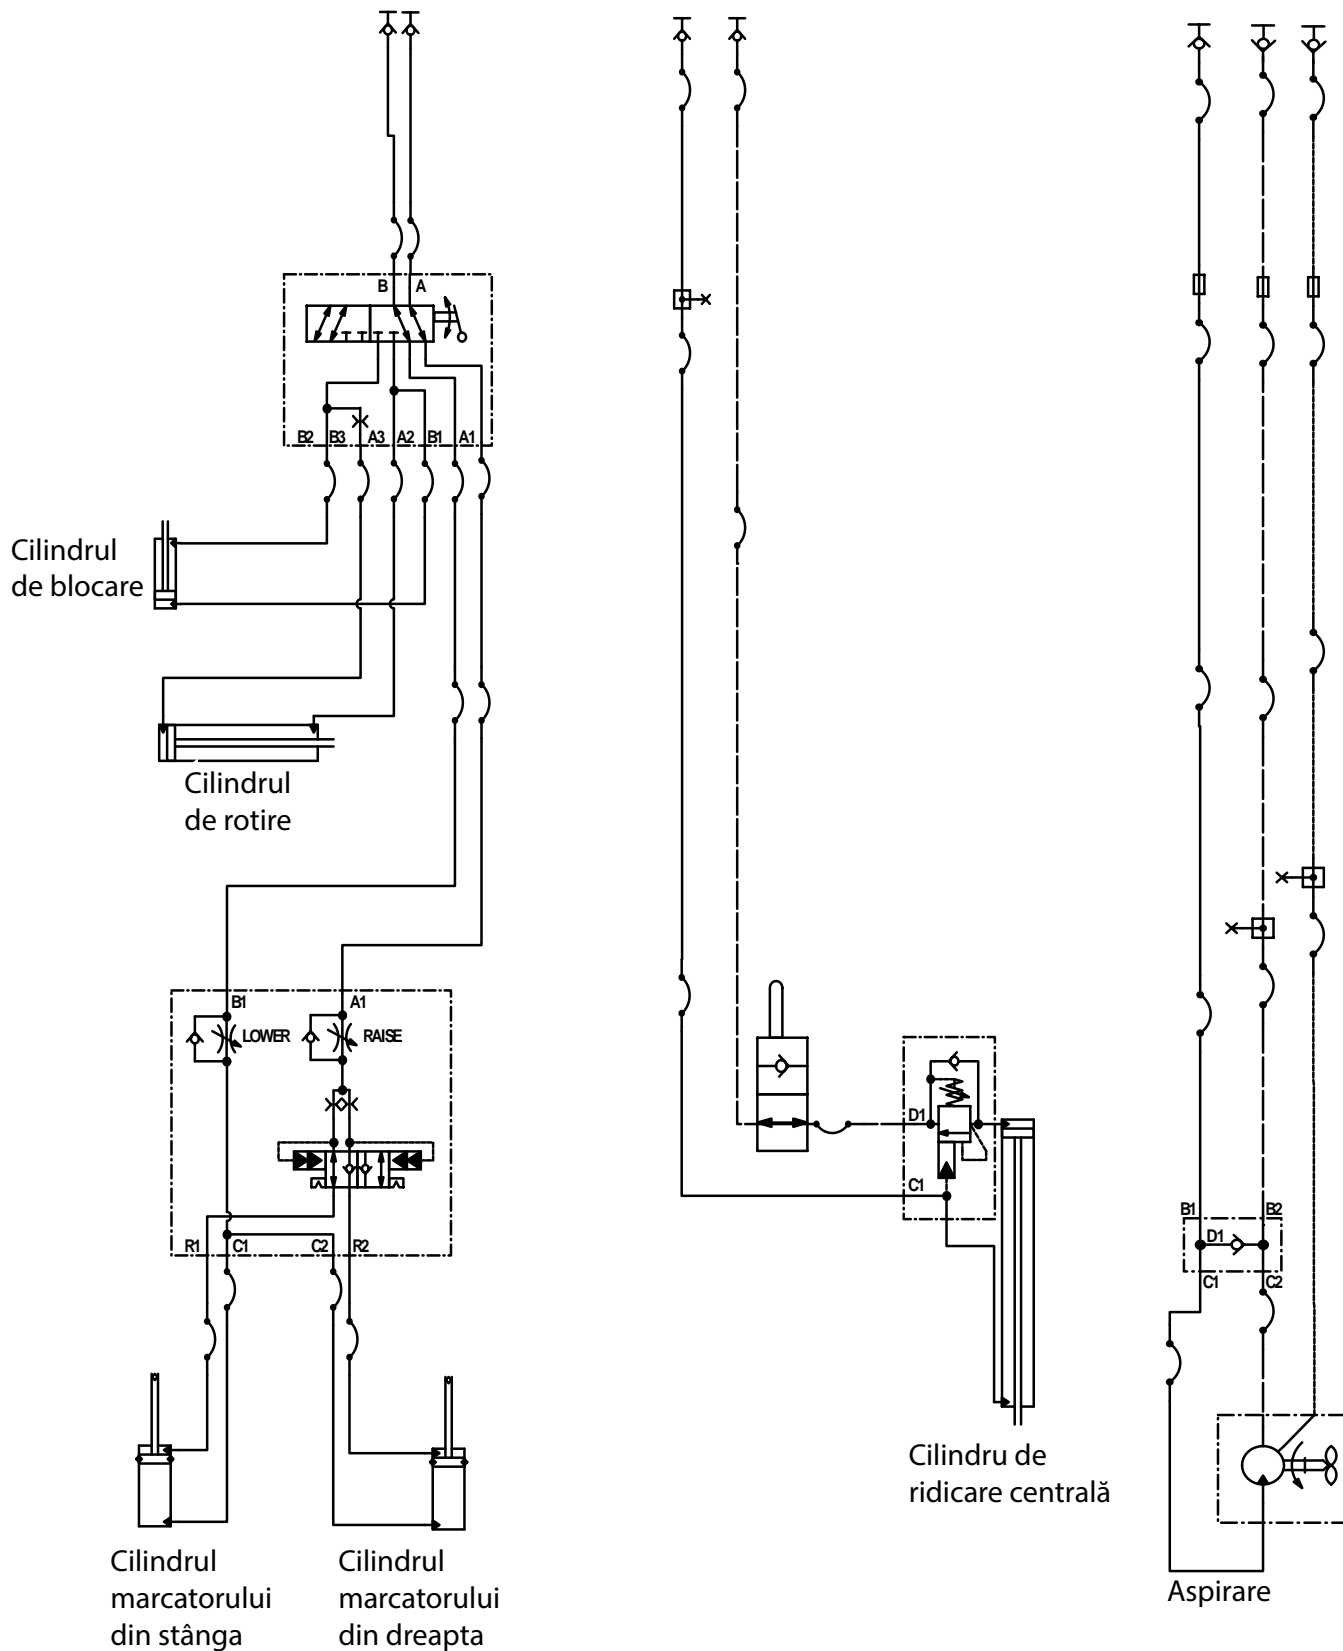 B A
B2 B3 A3 A2 B1 A1
Cilindrul
de blocare
Cilindrul
de rotire
B1 A1
LOWER RAISE
R1 C1 C2 R2
Cilindrul
marcatorului
din stânga
Cilindrul
marcatorului
din dreapta
D1
C1
Cilindru de
ridicare centrală
B1 B2
D1
C1 C2
Aspirare